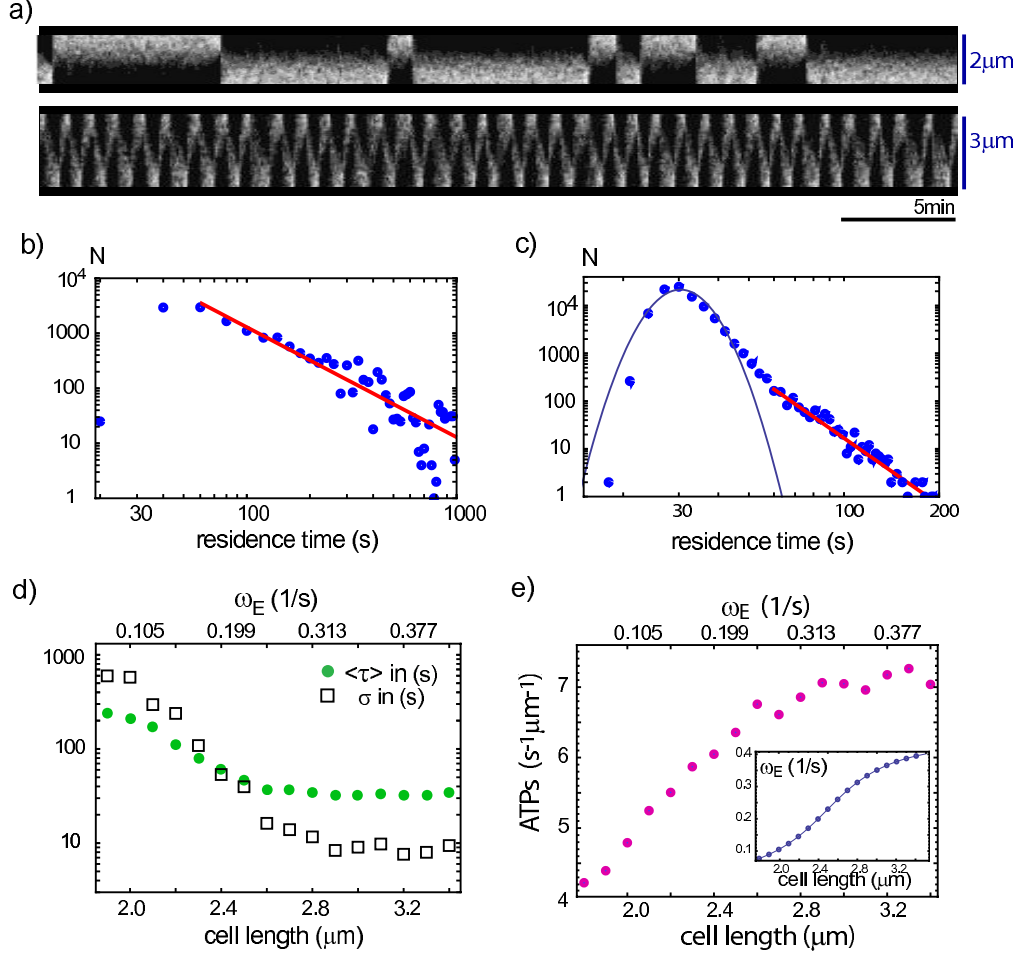 a)
2μm
3μm
5min
b)
N
10⁴
1000
100
10
1
30
100
1000
residence time (s)
c)
N
10⁴
1000
100
10
1
30
100
200
residence time (s)
d)
ω_E (1/s)
0.105 0.199 0.313 0.377
1000
100
10
<τ> in (s)
σ in (s)
2.0 2.4 2.8 3.2
cell length (μm)
e)
ω_E (1/s)
0.105 0.199 0.313 0.377
ATPs (s⁻¹μm⁻¹)
7
6
5
4
0.4
ω_E (1/s)
0.3
0.2
0.1
2.0 2.4 2.8 3.2
cell length (μm)
2.0 2.4 2.8 3.2
cell length (μm)